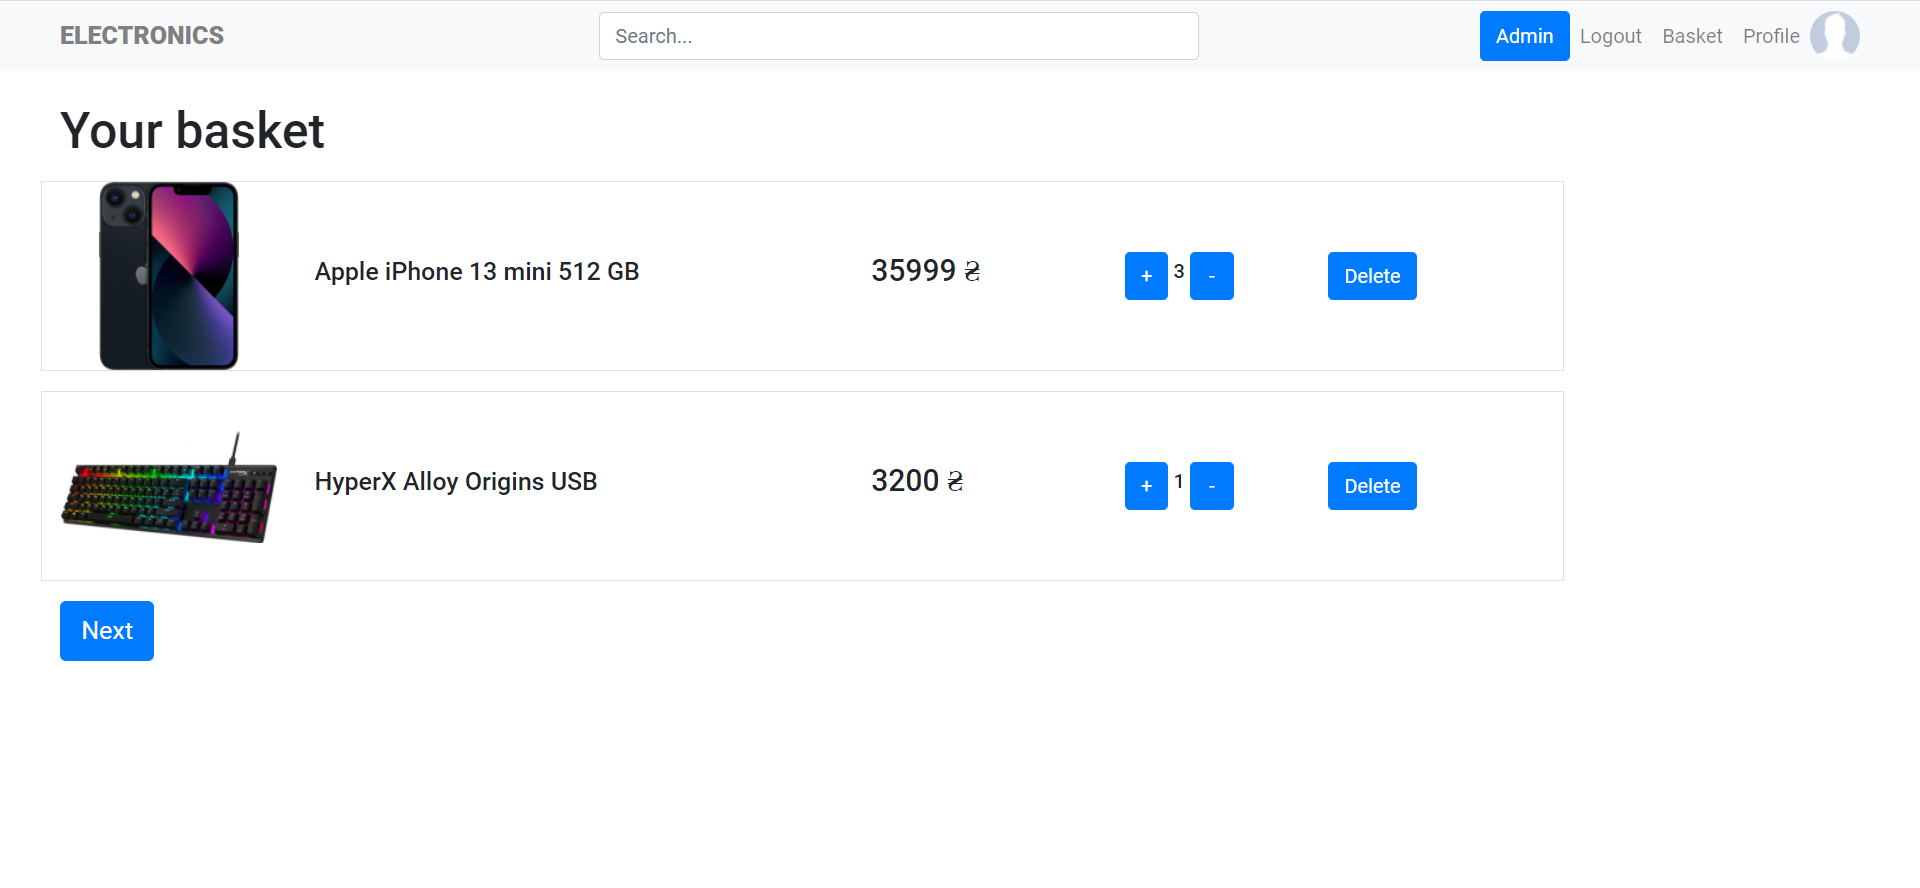 ELECTRONICS Search... Admin Logout Basket Profile
Your basket
Apple iPhone 13 mini 512 GB 35999 ₴ + 3 - Delete
HyperX Alloy Origins USB 3200 ₴ + 1 - Delete
Next